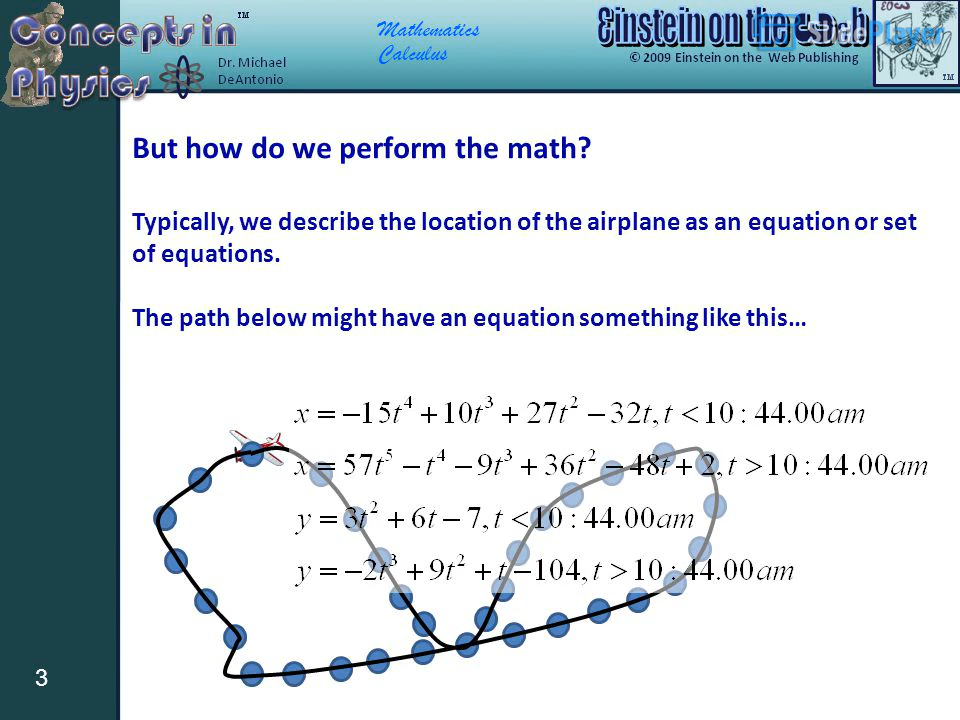 Concepts in ™
Physics
Dr. Michael
DeAntonio
Mathematics
Calculus
Einstein on the
© 2009 Einstein on the Web Publishing
™
But how do we perform the math?
Typically, we describe the location of the airplane as an equation or set
of equations.
The path below might have an equation something like this…
x = −15t⁴ + 10t³ + 27t² − 32t, t < 10 : 44.00am
x = 57t⁵ − t⁴ − 9t³ + 36t² − 48t + 2, t > 10 : 44.00am
y = 3t² + 6t − 7, t < 10 : 44.00am
y = −2t³ + 9t² + t − 104, t > 10 : 44.00am
3